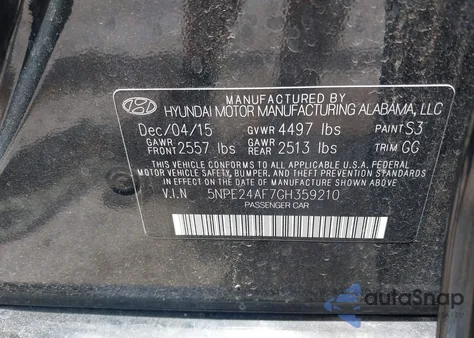 MANUFACTURED BY
HYUNDAI MOTOR MANUFACTURING ALABAMA, LLC
Dec/04/15 GVWR 4497 lbs PAINT S3
GAWR FRONT 2557 lbs GAWR REAR 2513 lbs TRIM GG
THIS VEHICLE CONFORMS TO ALL APPLICABLE U.S.A. FEDERAL
MOTOR VEHICLE SAFETY, BUMPER, AND THEFT PREVENTION STANDARDS
IN EFFECT ON THE DATE OF MANUFACTURE SHOWN ABOVE.
V.I.N 5NPE24AF7GH359210
PASSENGER CAR
autoSnap